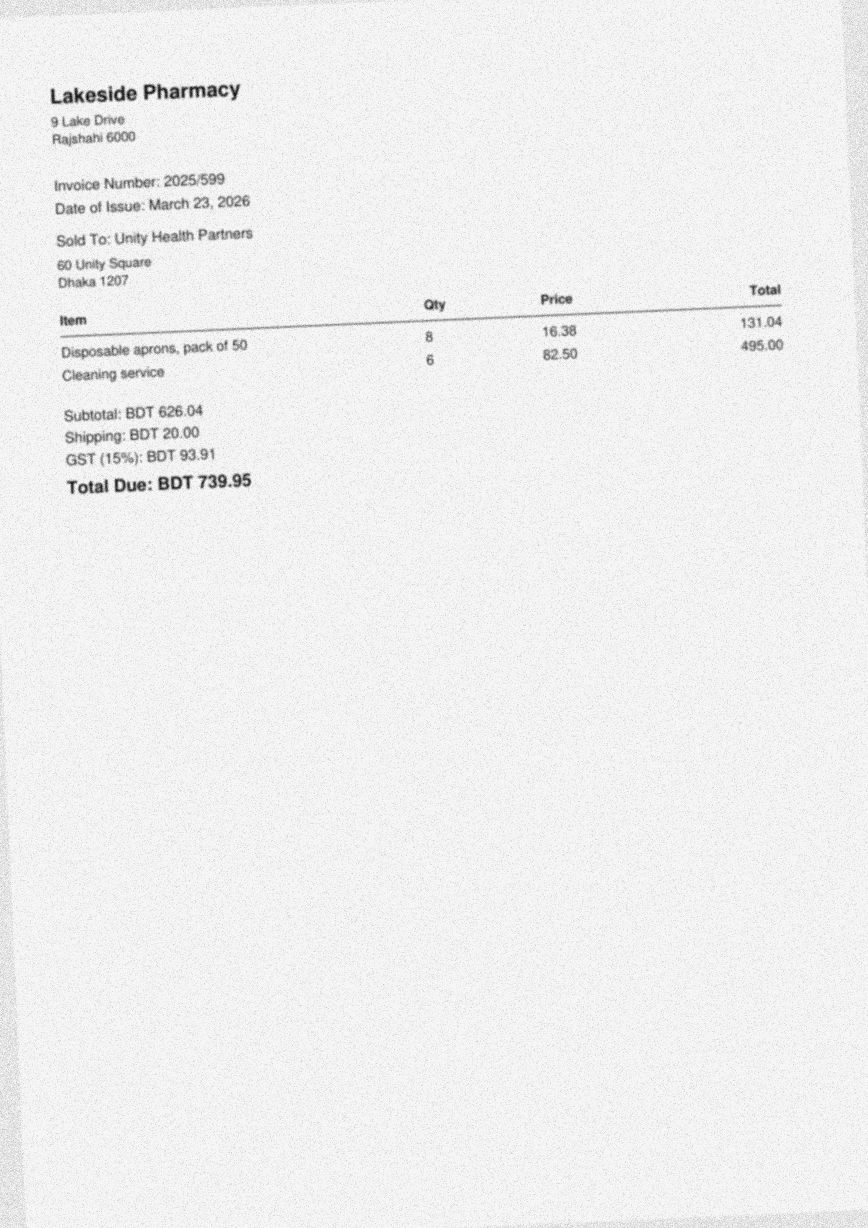 Lakeside Pharmacy
9 Lake Drive
Rajshahi 6000
Invoice Number: 2025/599
Date of Issue: March 23, 2026
Sold To: Unity Health Partners
60 Unity Square
Dhaka 1207
Item Qty Price Total
Disposable aprons, pack of 50 8 16.38 131.04
Cleaning service 6 82.50 495.00
Subtotal: BDT 626.04
Shipping: BDT 20.00
GST (15%): BDT 93.91
Total Due: BDT 739.95